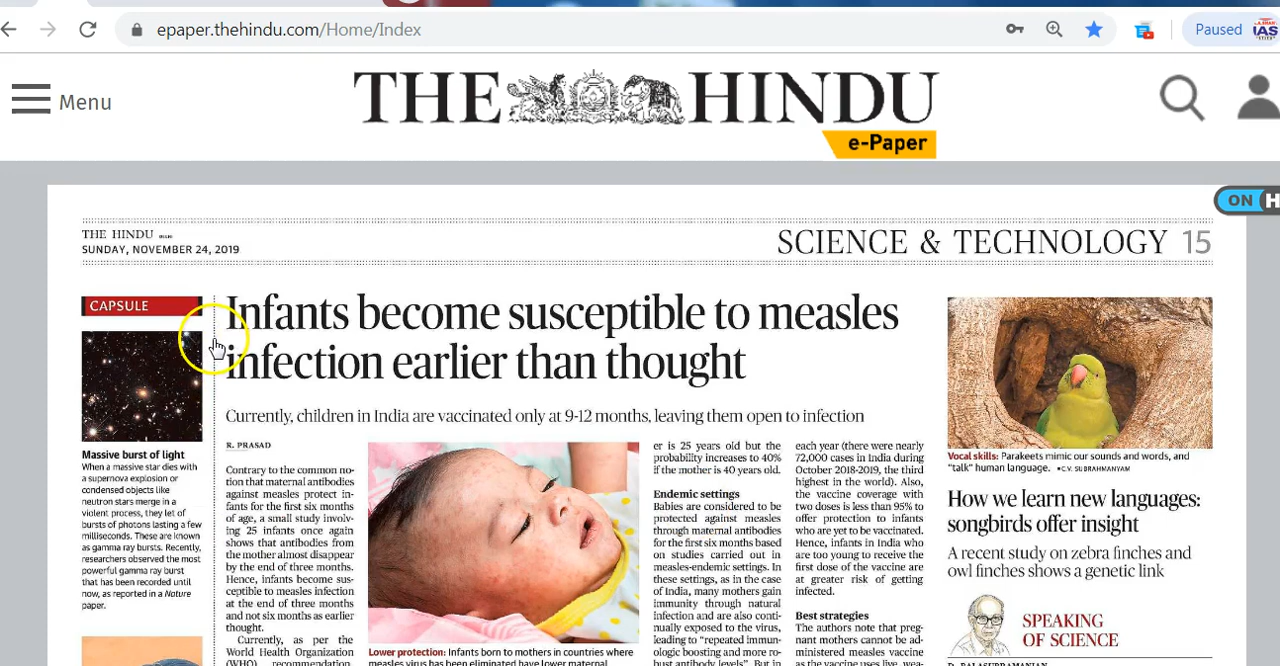 epaper.thehindu.com/Home/Index
Paused
IAS
Menu
THE HINDU
e-Paper
ON H
THE HINDU
SUNDAY, NOVEMBER 24, 2019
SCIENCE & TECHNOLOGY 15
CAPSULE
Massive burst of light
When a massive star dies with
a supernova explosion or
condensed objects like
neutron stars merge in a
violent process, they let of
bursts of photons lasting a few
milliseconds. These are known
as gamma ray bursts. Recently,
researchers observed the most
powerful gamma ray burst
that has been recorded until
now, as reported in a Nature
paper.
Infants become susceptible to measles
infection earlier than thought
Currently, children in India are vaccinated only at 9-12 months, leaving them open to infection
R. PRASAD
Contrary to the common no-
tion that maternal antibodies
against measles protect in-
fants for the first six months
of age, a small study involv-
ing 25 infants once again
shows that antibodies from
the mother almost disappear
by the end of three months.
Hence, infants become sus-
ceptible to measles infection
at the end of three months
and not six months as earlier
thought.
Currently, as per the
World Health Organization
(WHO) recommendation,
Lower protection: Infants born to mothers in countries where
measles virus has been eliminated have lower maternal
er is 25 years old but the
probability increases to 40%
if the mother is 40 years old.
Endemic settings
Babies are considered to be
protected against measles
through maternal antibodies
for the first six months based
on studies carried out in
measles-endemic settings. In
these settings, as in the case
of India, many mothers gain
immunity through natural
infection and are also conti-
nually exposed to the virus,
leading to "repeated immun-
ologic boosting and more ro-
bust antibody levels". But in
each year (there were nearly
72,000 cases in India during
October 2018-2019, the third
highest in the world). Also,
the vaccine coverage with
two doses is less than 95% to
offer protection to infants
who are yet to be vaccinated.
Hence, infants in India who
are too young to receive the
first dose of the vaccine are
at greater risk of getting
infected.
Best strategies
The authors note that preg-
nant mothers cannot be ad-
ministered measles vaccine
as the vaccine uses live, wea-
Vocal skills: Parakeets mimic our sounds and words, and
"talk" human language. •C.V. SUBRAHMANYAM
How we learn new languages:
songbirds offer insight
A recent study on zebra finches and
owl finches shows a genetic link
SPEAKING
OF SCIENCE
D. BALASUBRAMANIAN